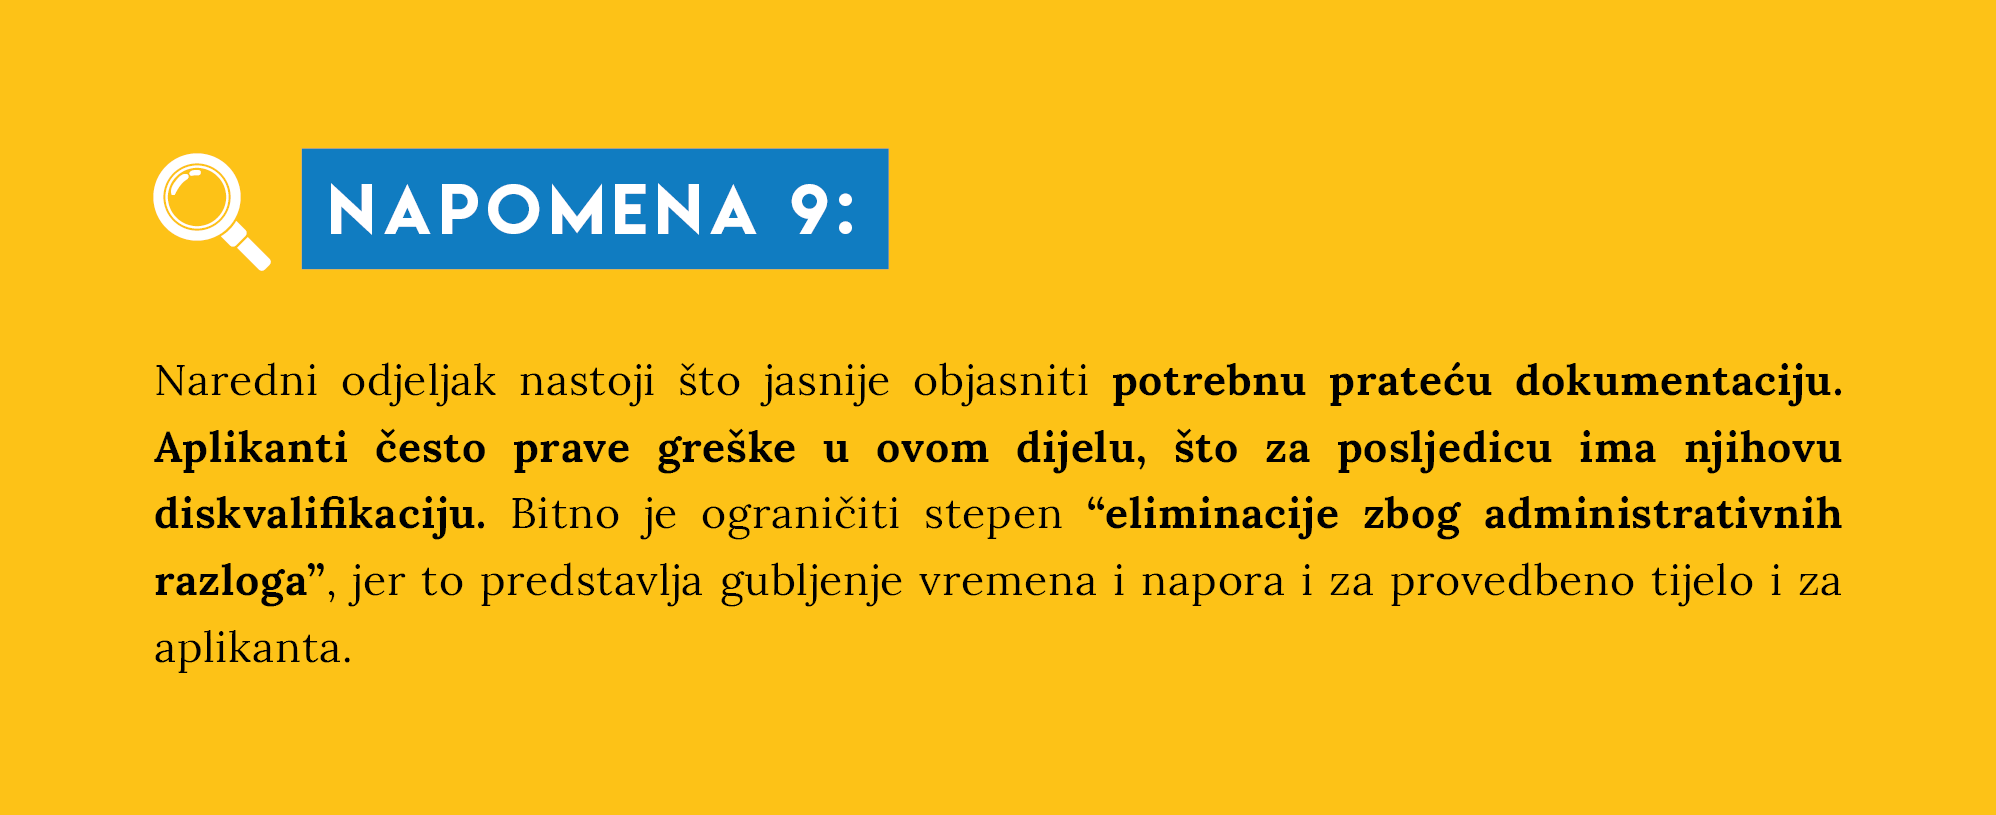 NAPOMENA 9:
Naredni odjeljak nastoji što jasnije objasniti potrebnu prateću dokumentaciju.
Aplikanti često prave greške u ovom dijelu, što za posljedicu ima njihovu
diskvalifikaciju. Bitno je ograničiti stepen “eliminacije zbog administrativnih
razloga”, jer to predstavlja gubljenje vremena i napora i za provedbeno tijelo i za
aplikanta.